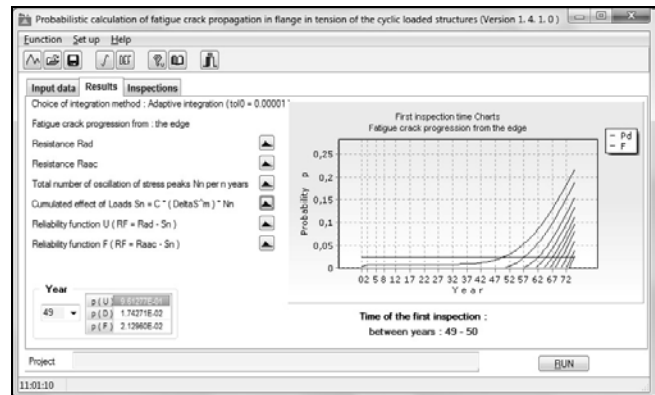 Probabilistic calculation of fatigue crack propagation in flange in tension of the cyclic loaded structures (Version 1. 4. 1. 0 )
Function Set up Help
Input data Results Inspections
Choice of integration method : Adaptive integration (tol0 = 0.00001
Fatigue crack progression from : the edge
Resistance Rad
Resistance Raac
Total number of oscillation of stress peaks Nn per n years
Cumulated effect of Loads Sn = C * ( DeltaS^m ) * Nn
Reliability function U ( RF = Rad - Sn )
Reliability function F ( RF = Raac - Sn )
Year
49
p ( U ) 9.61277E-01
p ( D ) 1.74271E-02
p ( F ) 2.12960E-02
First inspection time Charts
Fatigue crack progression from the edge
Pd
F
Probability p
0,25
0,2
0,15
0,1
0,05
0
02 5 8 12 17 22 27 32 37 42 47 52 57 62 67 72
Year
Time of the first inspection :
between years : 49 - 50
Project
RUN
11:01:10